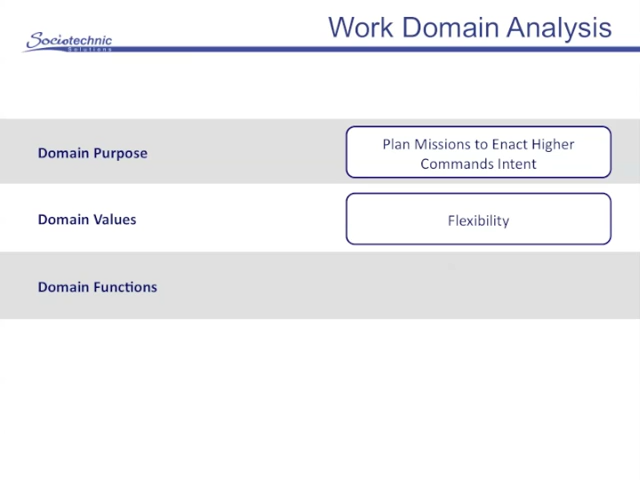 Sociotechnic
Solutions
Work Domain Analysis
Domain Purpose
Plan Missions to Enact Higher
Commands Intent
Domain Values
Flexibility
Domain Functions